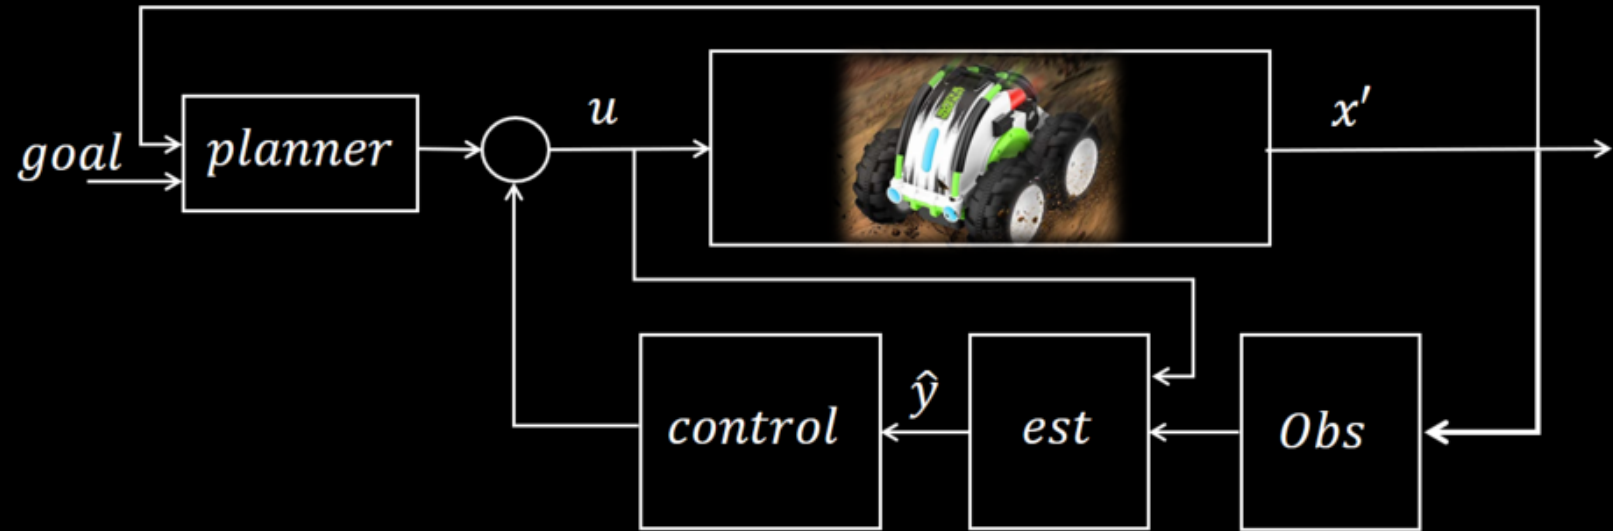 goal
planner
u
x′
control
ŷ
est
Obs